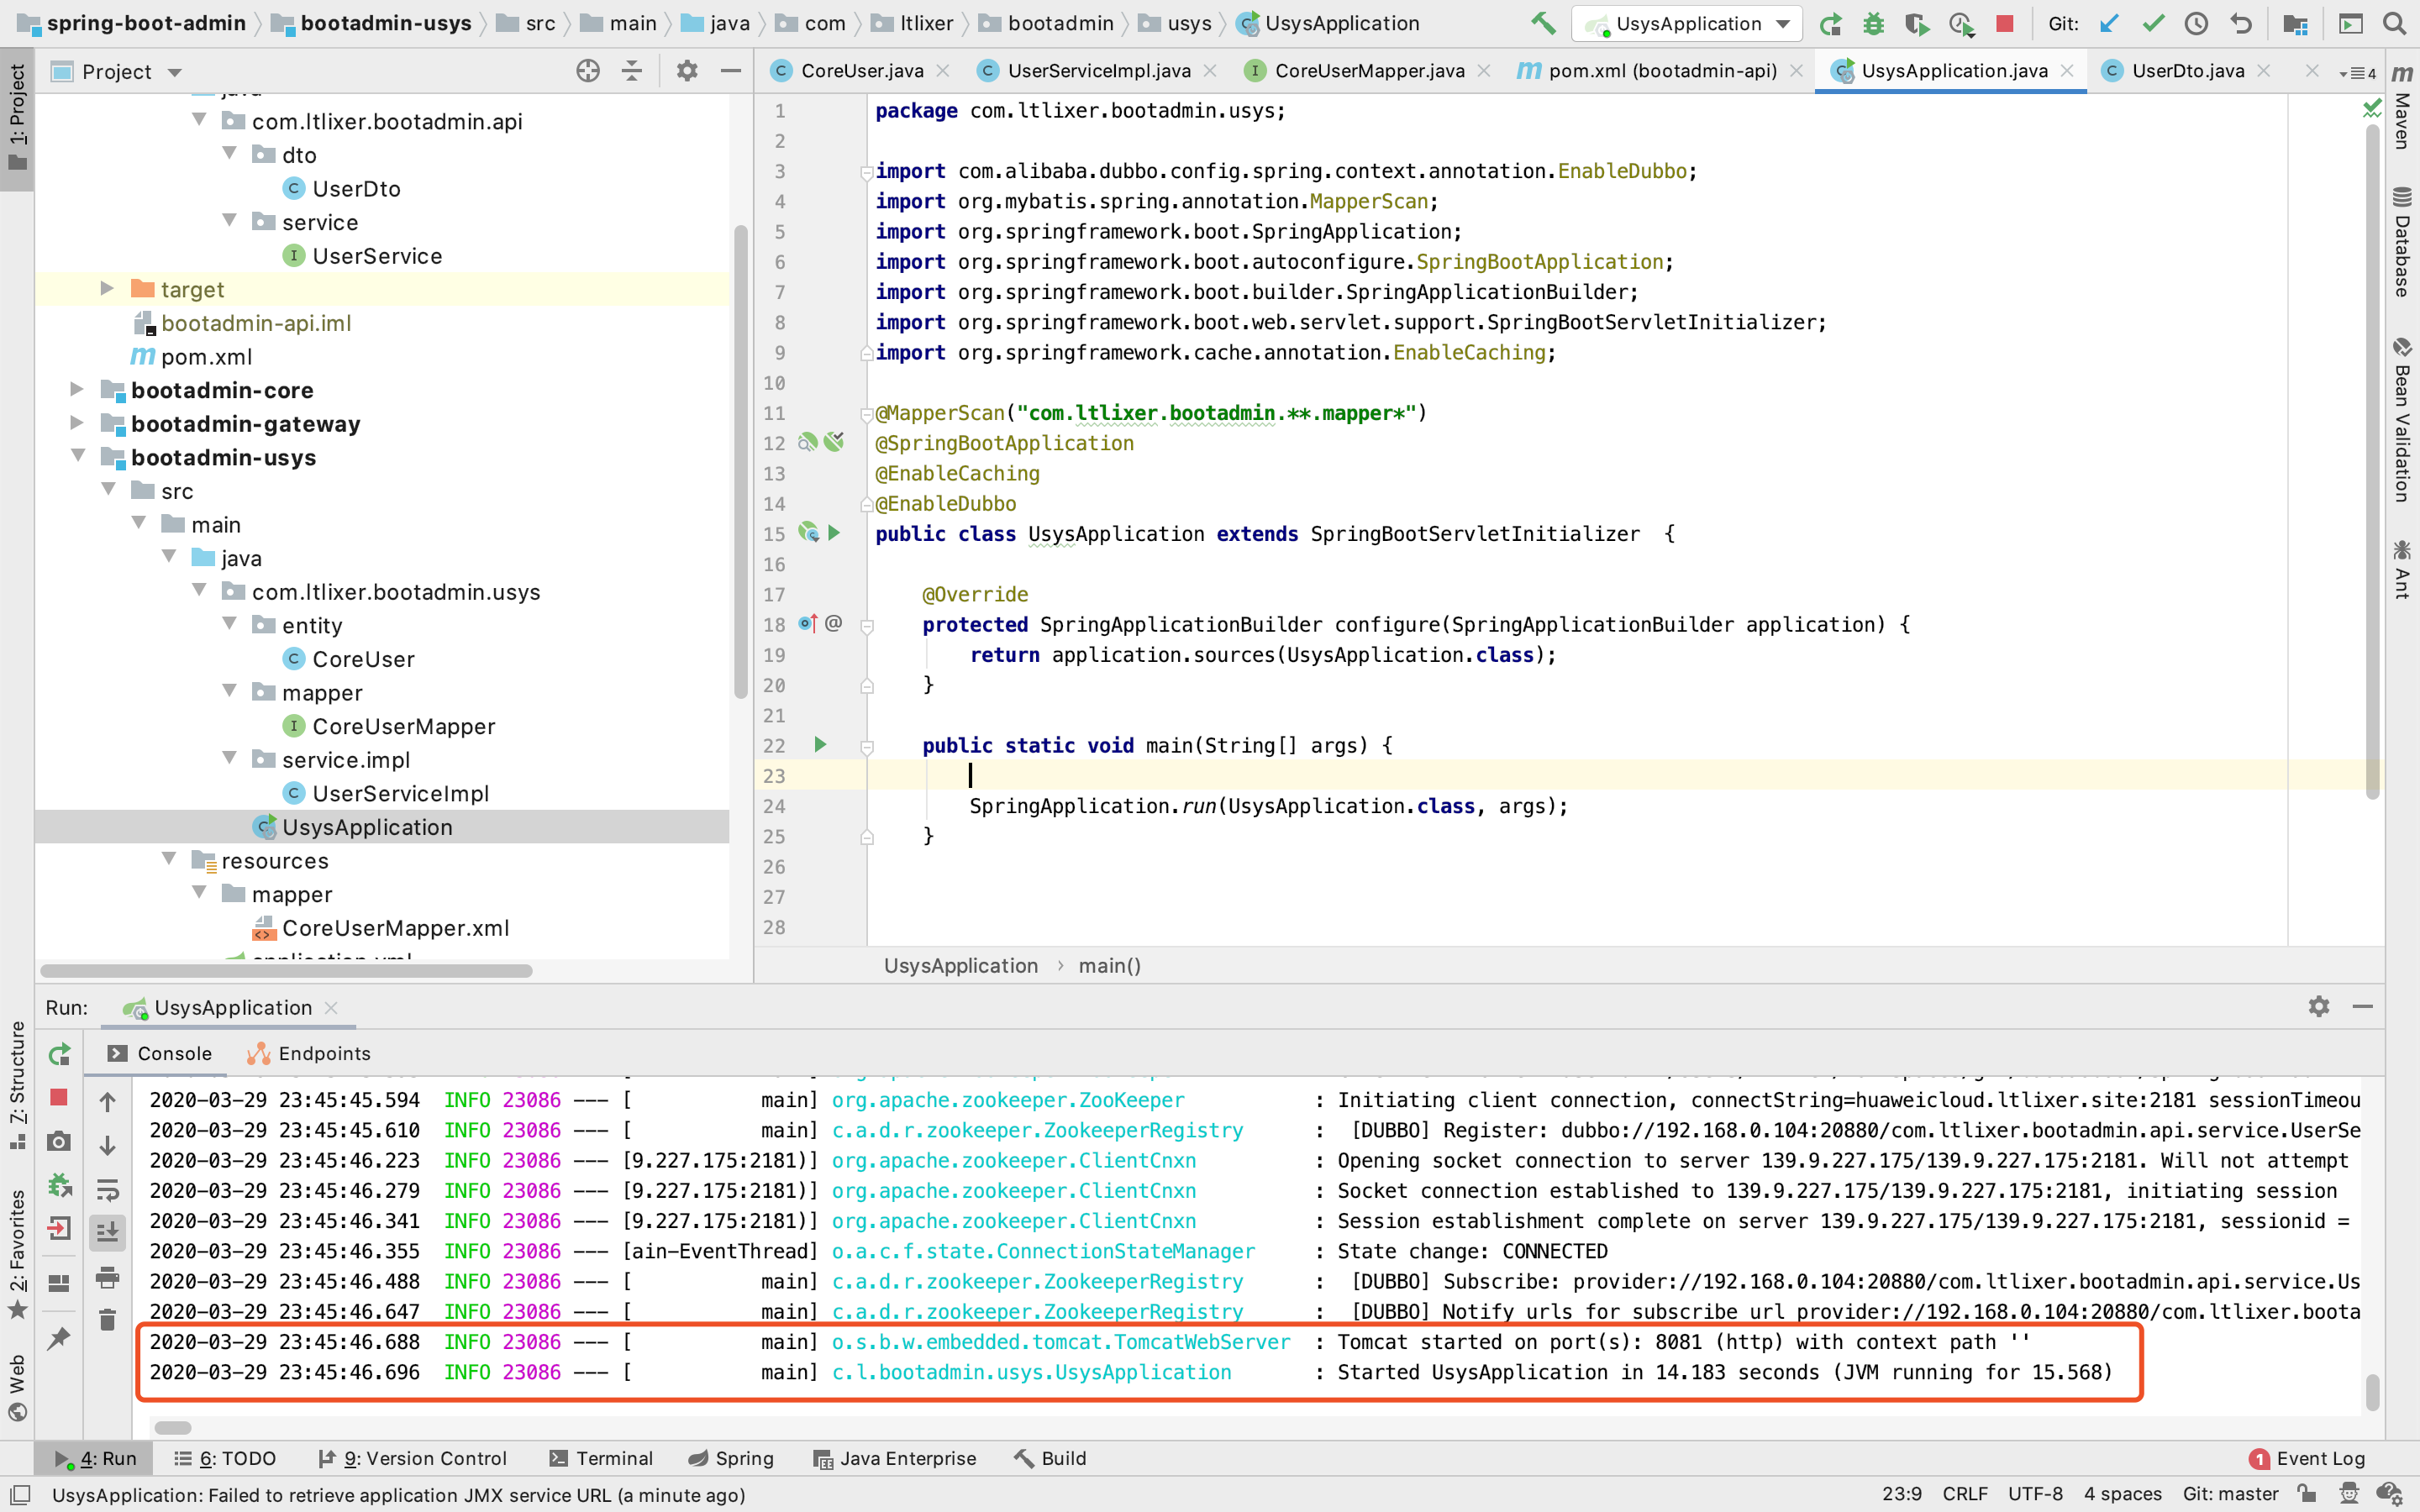 spring-boot-admin bootadmin-usys src main java com ltlixer bootadmin usys UsysApplication UsysApplication Git:
1: Project
Project
CoreUser.java UserServiceImpl.java CoreUserMapper.java pom.xml (bootadmin-api) UsysApplication.java UserDto.java 4
java
com.ltlixer.bootadmin.api
dto
UserDto
service
UserService
target
bootadmin-api.iml
pom.xml
bootadmin-core
bootadmin-gateway
bootadmin-usys
src
main
java
com.ltlixer.bootadmin.usys
entity
CoreUser
mapper
CoreUserMapper
service.impl
UserServiceImpl
UsysApplication
resources
mapper
CoreUserMapper.xml
application.yml
1 package com.ltlixer.bootadmin.usys;
2
3 import com.alibaba.dubbo.config.spring.context.annotation.EnableDubbo;
4 import org.mybatis.spring.annotation.MapperScan;
5 import org.springframework.boot.SpringApplication;
6 import org.springframework.boot.autoconfigure.SpringBootApplication;
7 import org.springframework.boot.builder.SpringApplicationBuilder;
8 import org.springframework.boot.web.servlet.support.SpringBootServletInitializer;
9 import org.springframework.cache.annotation.EnableCaching;
10
11 @MapperScan("com.ltlixer.bootadmin.**.mapper*")
12 @SpringBootApplication
13 @EnableCaching
14 @EnableDubbo
15 public class UsysApplication extends SpringBootServletInitializer {
16
17 @Override
18 @ protected SpringApplicationBuilder configure(SpringApplicationBuilder application) {
19 return application.sources(UsysApplication.class);
20 }
21
22 public static void main(String[] args) {
23
24 SpringApplication.run(UsysApplication.class, args);
25 }
26
27
28
UsysApplication › main()
Maven
Database
Bean Validation
Ant
Run: UsysApplication
Console Endpoints
2020-03-29 23:45:45.594 INFO 23086 --- [ main] org.apache.zookeeper.ZooKeeper : Initiating client connection, connectString=huaweicloud.ltlixer.site:2181 sessionTimeou
2020-03-29 23:45:45.610 INFO 23086 --- [ main] c.a.d.r.zookeeper.ZookeeperRegistry : [DUBBO] Register: dubbo://192.168.0.104:20880/com.ltlixer.bootadmin.api.service.UserSe
2020-03-29 23:45:46.223 INFO 23086 --- [9.227.175:2181)] org.apache.zookeeper.ClientCnxn : Opening socket connection to server 139.9.227.175/139.9.227.175:2181. Will not attempt
2020-03-29 23:45:46.279 INFO 23086 --- [9.227.175:2181)] org.apache.zookeeper.ClientCnxn : Socket connection established to 139.9.227.175/139.9.227.175:2181, initiating session
2020-03-29 23:45:46.341 INFO 23086 --- [9.227.175:2181)] org.apache.zookeeper.ClientCnxn : Session establishment complete on server 139.9.227.175/139.9.227.175:2181, sessionid =
2020-03-29 23:45:46.355 INFO 23086 --- [ain-EventThread] o.a.c.f.state.ConnectionStateManager : State change: CONNECTED
2020-03-29 23:45:46.488 INFO 23086 --- [ main] c.a.d.r.zookeeper.ZookeeperRegistry : [DUBBO] Subscribe: provider://192.168.0.104:20880/com.ltlixer.bootadmin.api.service.Us
2020-03-29 23:45:46.647 INFO 23086 --- [ main] c.a.d.r.zookeeper.ZookeeperRegistry : [DUBBO] Notify urls for subscribe url provider://192.168.0.104:20880/com.ltlixer.boota
2020-03-29 23:45:46.688 INFO 23086 --- [ main] o.s.b.w.embedded.tomcat.TomcatWebServer : Tomcat started on port(s): 8081 (http) with context path ''
2020-03-29 23:45:46.696 INFO 23086 --- [ main] c.l.bootadmin.usys.UsysApplication : Started UsysApplication in 14.183 seconds (JVM running for 15.568)
Z: Structure
2: Favorites
Web
4: Run 6: TODO 9: Version Control Terminal Spring Java Enterprise Build 1 Event Log
UsysApplication: Failed to retrieve application JMX service URL (a minute ago) 23:9 CRLF UTF-8 4 spaces Git: master